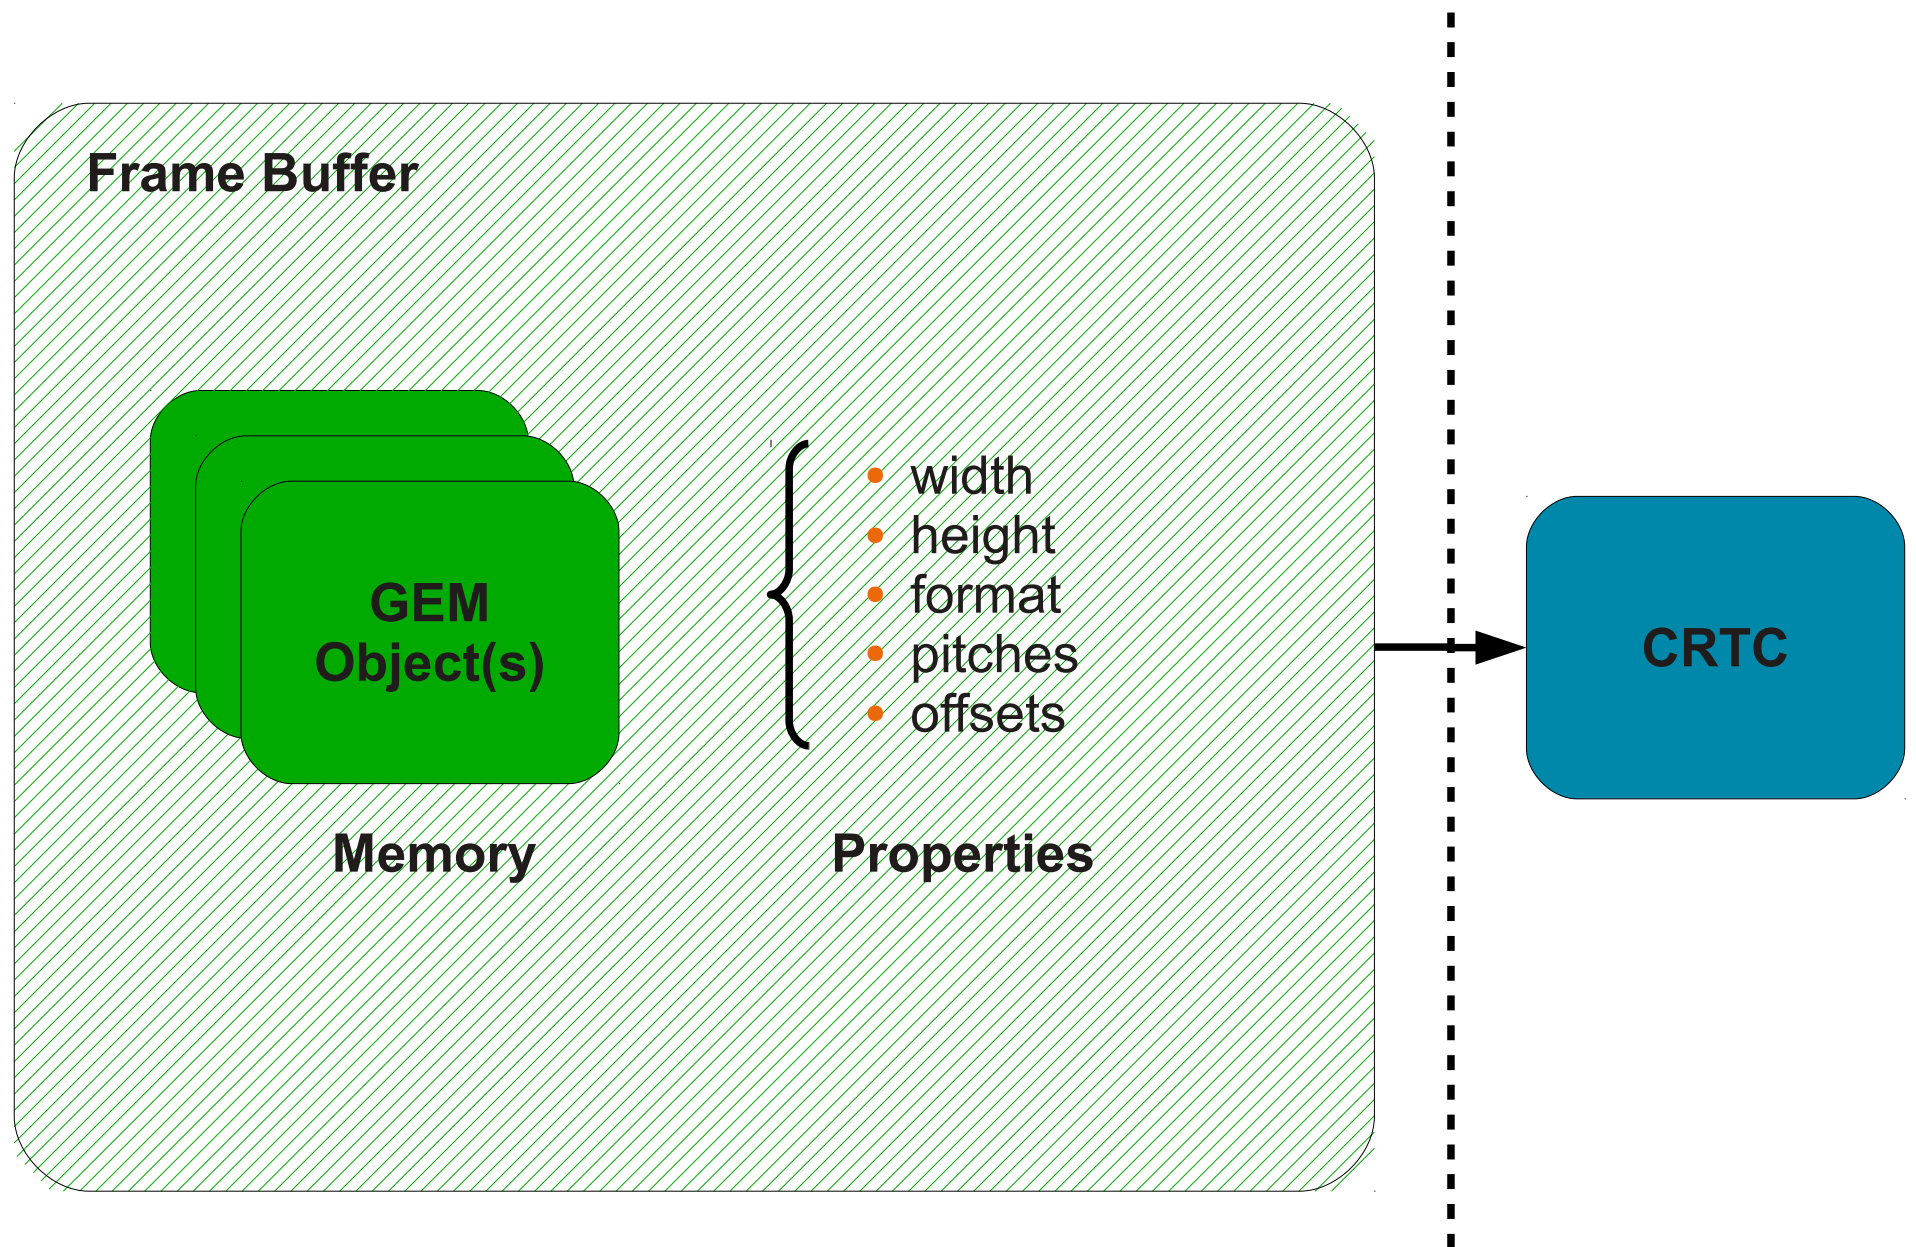 Frame Buffer
GEM
Object(s)
Memory
width
height
format
pitches
offsets
Properties
CRTC